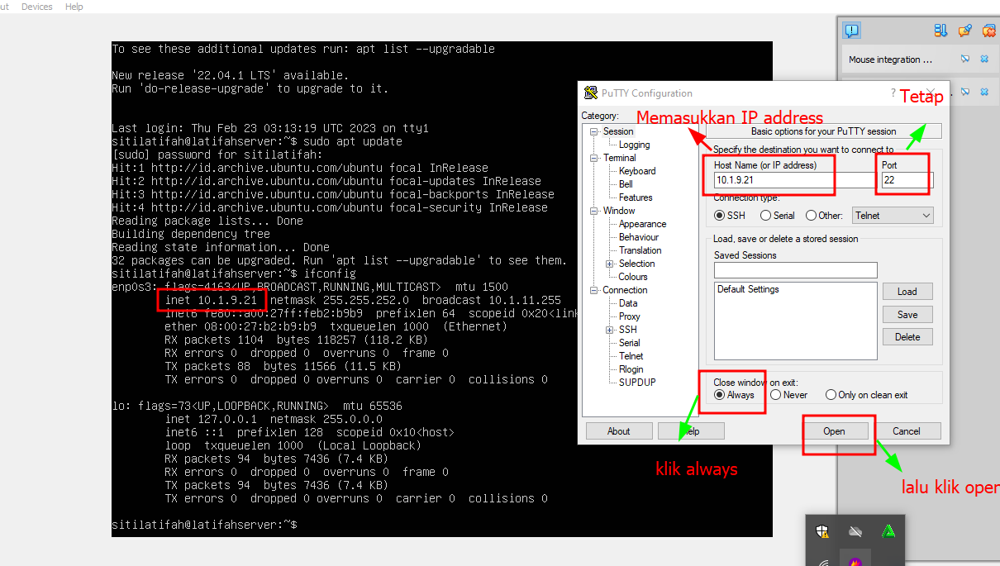 ut Devices Help
To see these additional updates run: apt list --upgradable
New release '22.04.1 LTS' available.
Run 'do-release-upgrade' to upgrade to it.
Last login: Thu Feb 23 03:13:19 UTC 2023 on tty1
sitilatifah@latifahserver:~$ sudo apt update
[sudo] password for sitilatifah:
Hit:1 http://id.archive.ubuntu.com/ubuntu focal InRelease
Hit:2 http://id.archive.ubuntu.com/ubuntu focal-updates InRelease
Hit:3 http://id.archive.ubuntu.com/ubuntu focal-backports InRelease
Hit:4 http://id.archive.ubuntu.com/ubuntu focal-security InRelease
Reading package lists... Done
Building dependency tree
Reading state information... Done
32 packages can be upgraded. Run 'apt list --upgradable' to see them.
sitilatifah@latifahserver:~$ ifconfig
enp0s3: flags=4163<UP,BROADCAST,RUNNING,MULTICAST> mtu 1500
inet 10.1.9.21 netmask 255.255.252.0 broadcast 10.1.11.255
inet6 fe80::a00:27ff:feb2:b9b9 prefixlen 64 scopeid 0x20<link
ether 08:00:27:b2:b9:b9 txqueuelen 1000 (Ethernet)
RX packets 1104 bytes 118257 (118.2 KB)
RX errors 0 dropped 0 overruns 0 frame 0
TX packets 88 bytes 11566 (11.5 KB)
TX errors 0 dropped 0 overruns 0 carrier 0 collisions 0
lo: flags=73<UP,LOOPBACK,RUNNING> mtu 65536
inet 127.0.0.1 netmask 255.0.0.0
inet6 ::1 prefixlen 128 scopeid 0x10<host>
loop txqueuelen 1000 (Local Loopback)
RX packets 94 bytes 7436 (7.4 KB)
RX errors 0 dropped 0 overruns 0 frame 0
TX packets 94 bytes 7436 (7.4 KB)
TX errors 0 dropped 0 overruns 0 carrier 0 collisions 0
sitilatifah@latifahserver:~$
Mouse integration ...
PuTTY Configuration
?
Tetap
Category:
Memasukkan IP address
Session
Logging
Terminal
Keyboard
Bell
Features
Window
Appearance
Behaviour
Translation
Selection
Colours
Connection
Data
Proxy
SSH
Serial
Telnet
Rlogin
SUPDUP
Basic options for your PuTTY session
Specify the destination you want to connect to
Host Name (or IP address) Port
10.1.9.21 22
Connection type:
SSH Serial Other: Telnet
Load, save or delete a stored session
Saved Sessions
Default Settings
Load
Save
Delete
Close window on exit:
Always Never Only on clean exit
About Help Open Cancel
klik always
lalu klik open